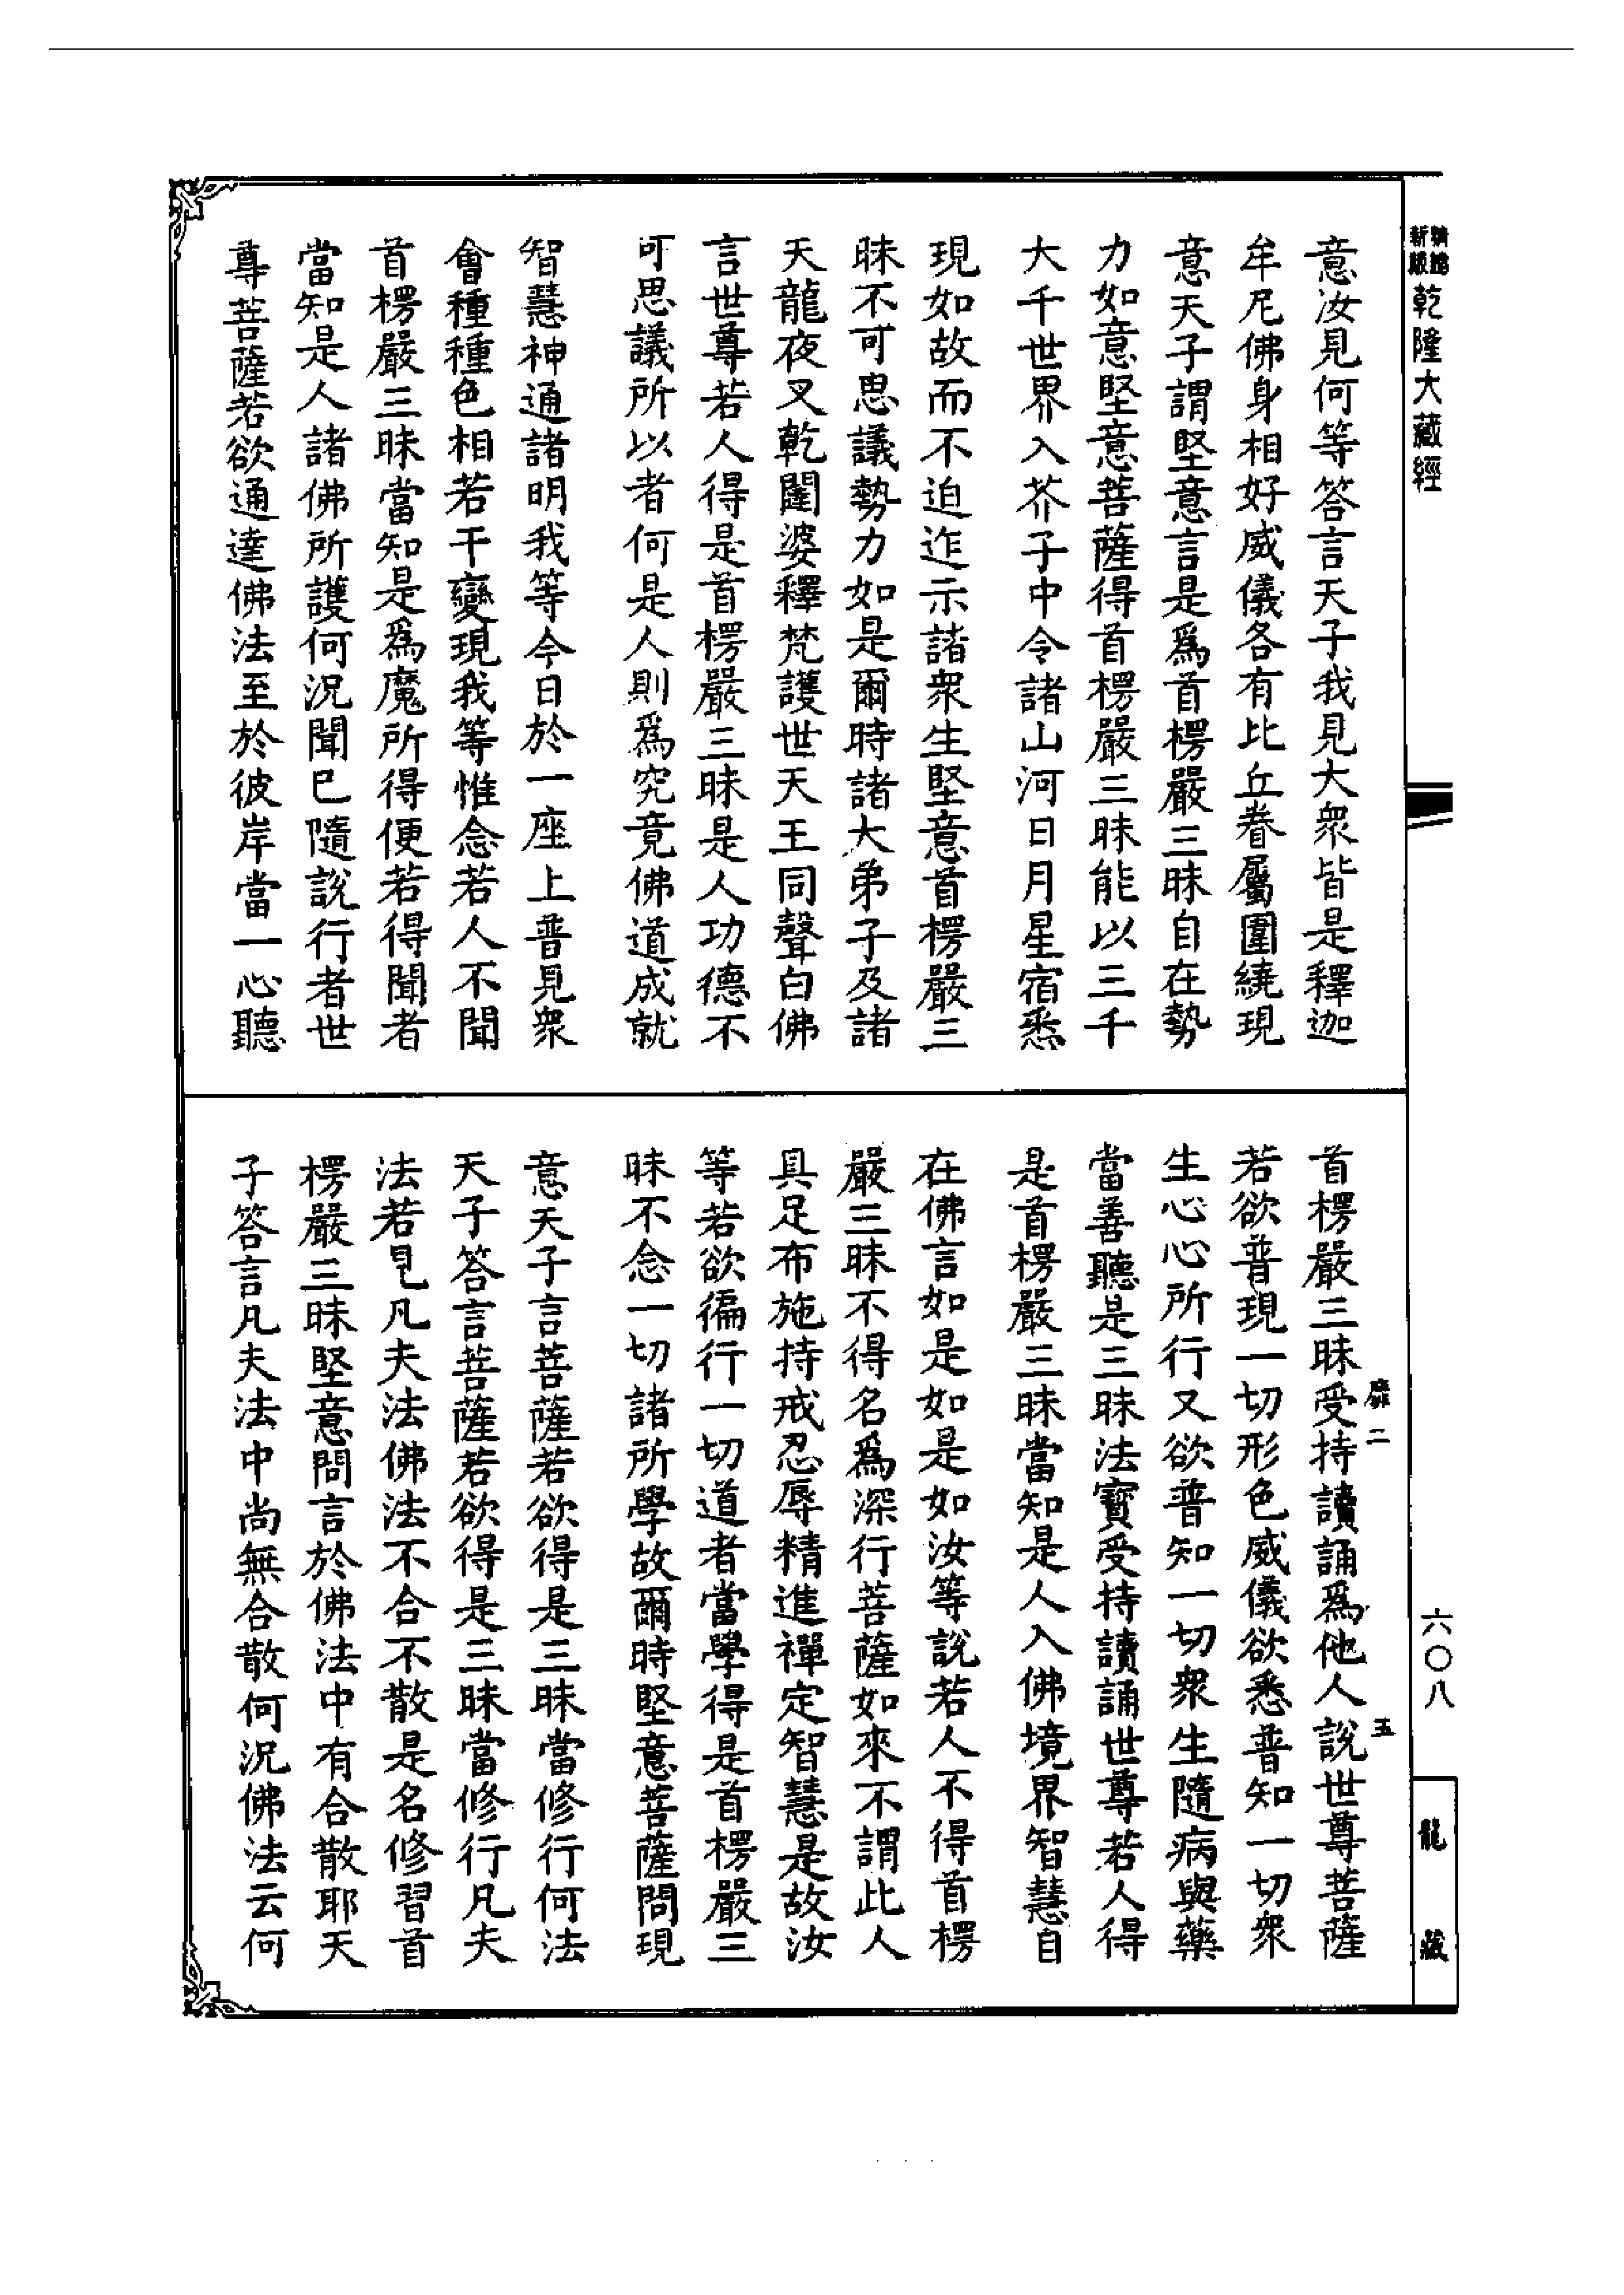 新版
精縮
乾隆大藏經
意汝見何等答言天子我見大眾皆是釋迦
牟尼佛身相好威儀各有比丘眷屬圍繞現
意天子謂堅意言是爲首楞嚴三昧自在勢
力如意堅意菩薩得首楞嚴三昧能以三千
大千世界入芥子中令諸山河日月星宿悉
現如故而不迫迮示諸眾生堅意首楞嚴三
昧不可思議勢力如是爾時諸大弟子及諸
天龍夜叉乾闥婆釋梵護世天王同聲白佛
言世尊若人得是首楞嚴三昧是人功德不
可思議所以者何是人則爲究竟佛道成就
智慧神通諸明我等今日於一座上普見眾
會種種色相若干變現我等惟念若人不聞
首楞嚴三昧當知是爲魔所得便若得聞者
當知是人諸佛所護何況聞已隨說行者世
尊菩薩若欲通達佛法至於彼岸當一心聽
首楞嚴三昧受持讀誦爲他人說世尊菩薩
若欲普現一切形色威儀欲悉普知一切眾
生心心所行又欲普知一切眾生隨病與藥
當善聽是三昧法寶受持讀誦世尊若人得
是首楞嚴三昧當知是人入佛境界智慧自
在佛言如是如是如汝等說若人不得首楞
嚴三昧不得名爲深行菩薩如來不謂此人
具足布施持戒忍辱精進禪定智慧是故汝
等若欲徧行一切道者當學得是首楞嚴三
昧不念一切諸所學故爾時堅意菩薩問現
意天子言菩薩若欲得是三昧當修行何法
天子答言菩薩若欲得是三昧當修行凡夫
法若見凡夫法佛法不合不散是名修習首
楞嚴三昧堅意問言於佛法中有合散耶天
子答言凡夫法中尚無合散何況佛法云何
靡二
五
六〇八
龍藏